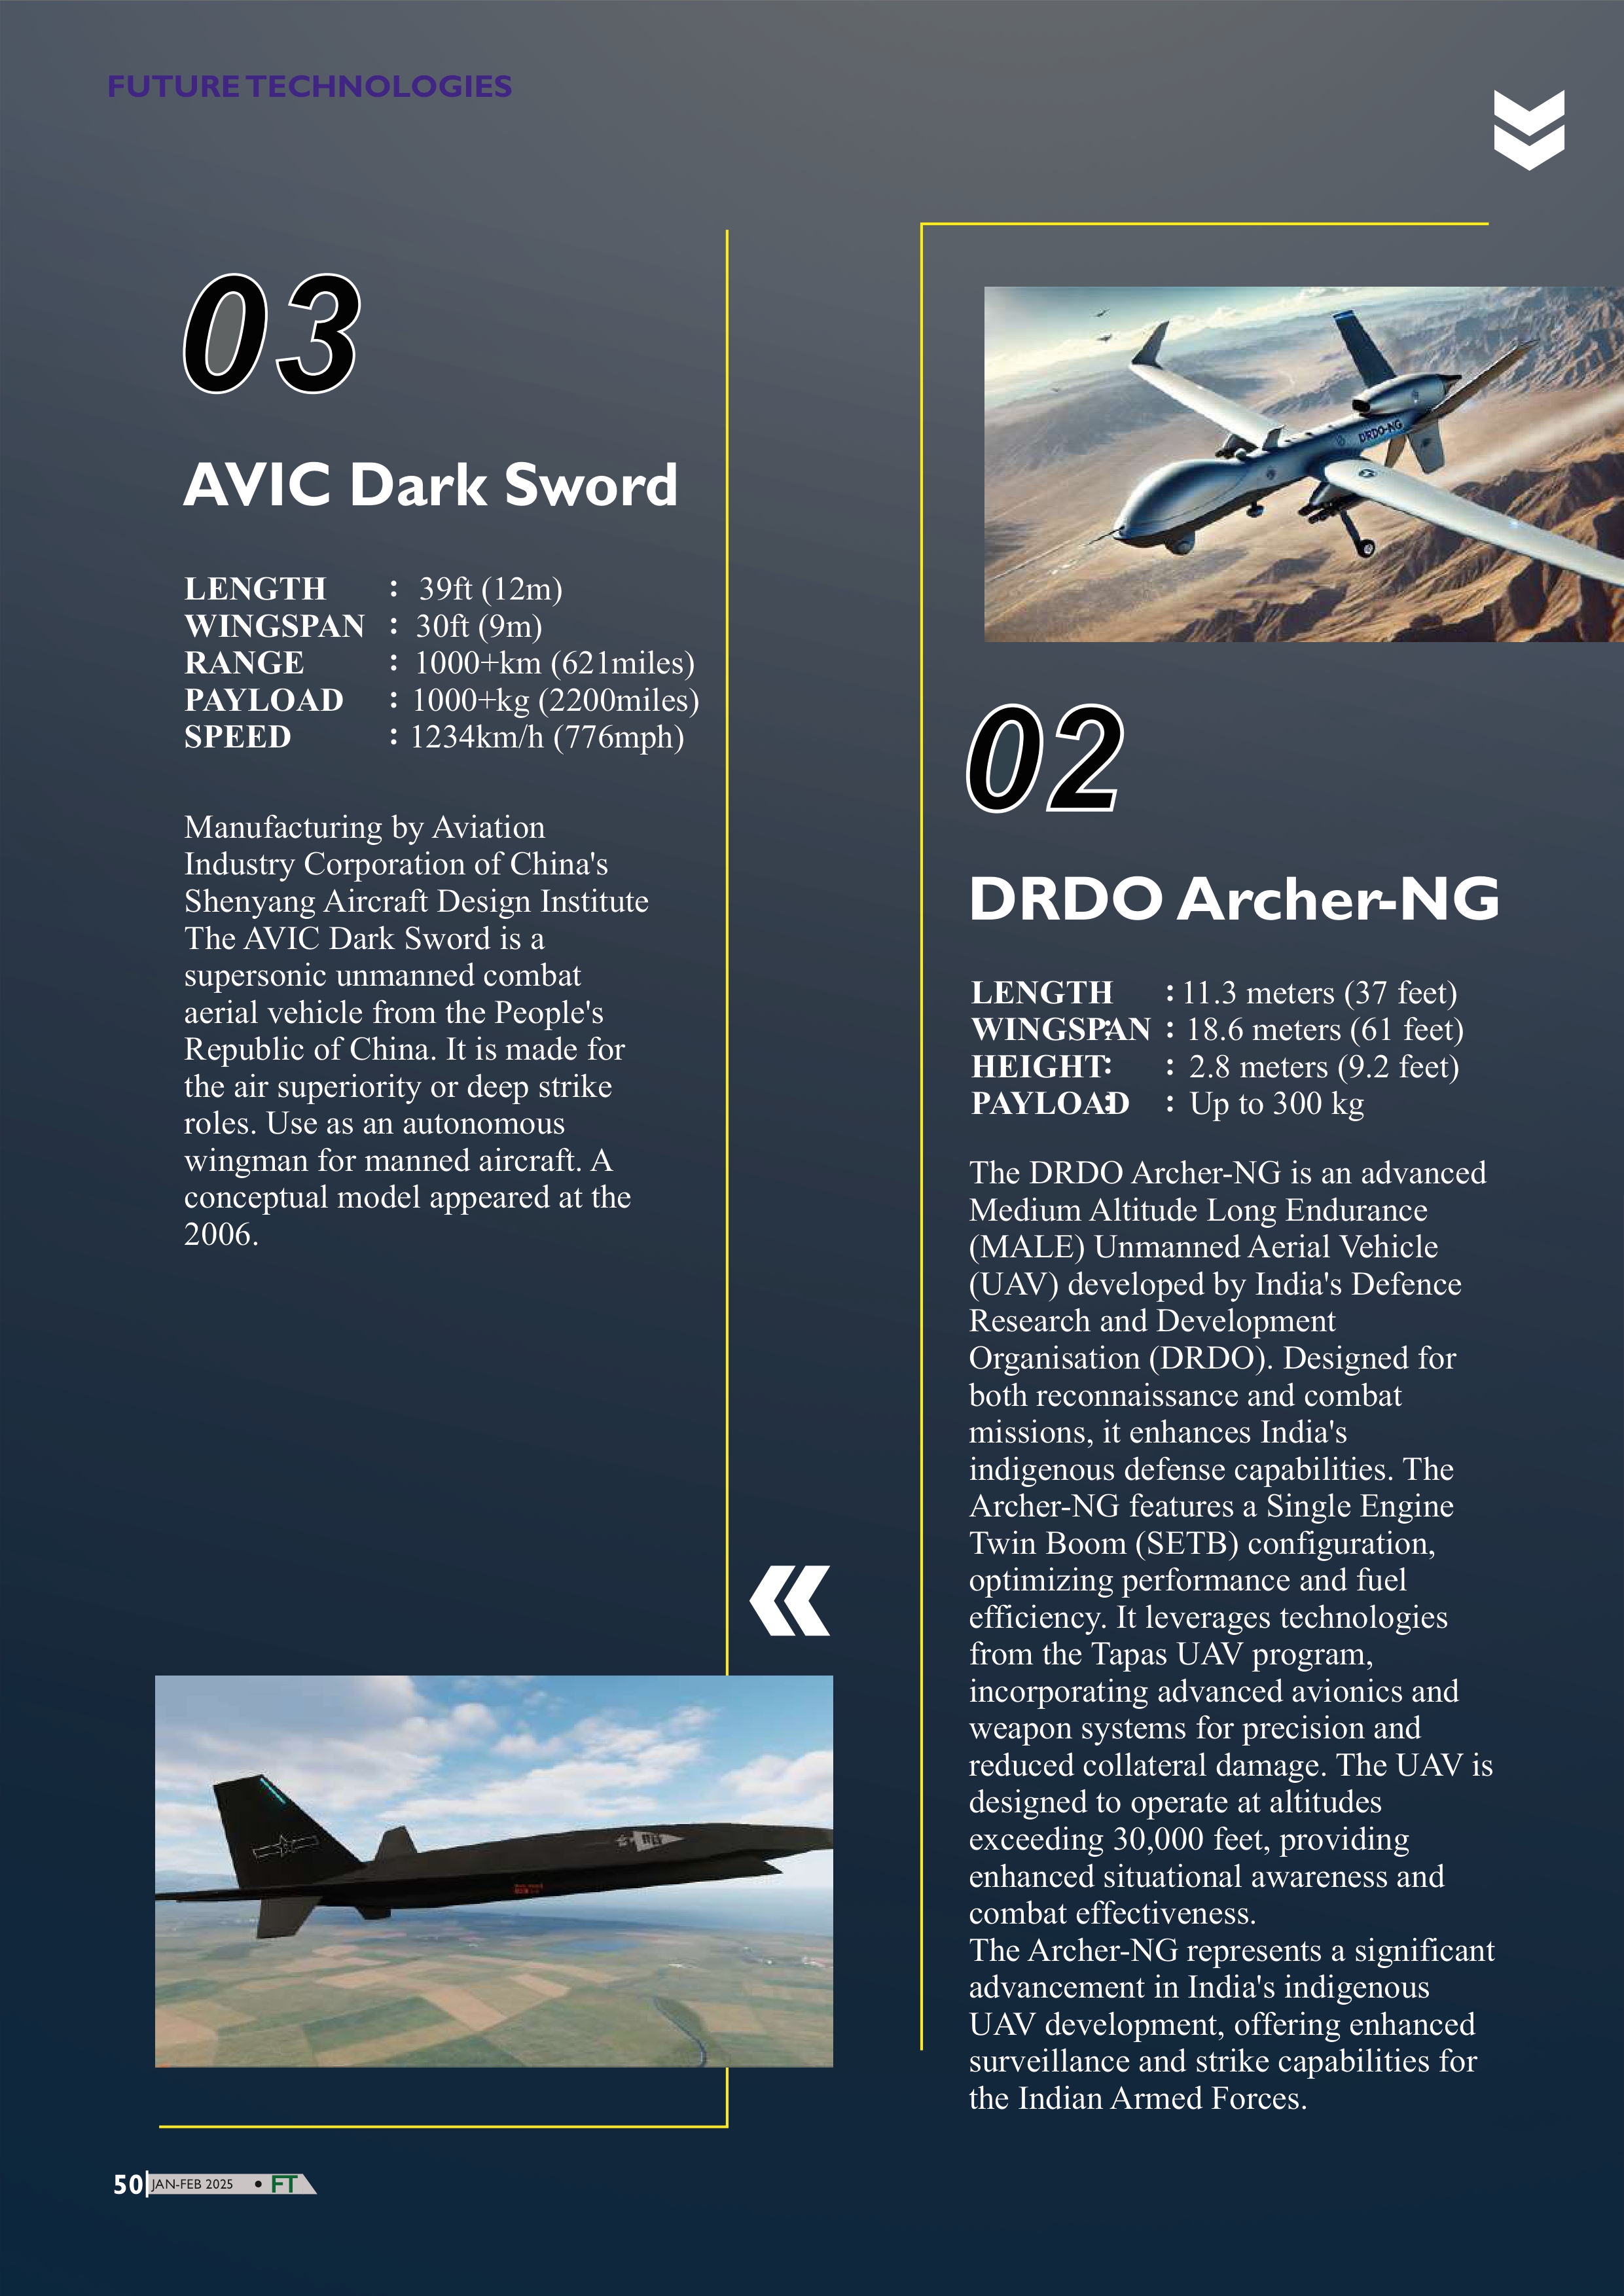 FUTURE TECHNOLOGIES
03
AVIC Dark Sword
LENGTH : 39ft (12m)
WINGSPAN : 30ft (9m)
RANGE : 1000+km (621miles)
PAYLOAD : 1000+kg (2200miles)
SPEED : 1234km/h (776mph)
Manufacturing by Aviation
Industry Corporation of China's
Shenyang Aircraft Design Institute
The AVIC Dark Sword is a
supersonic unmanned combat
aerial vehicle from the People's
Republic of China. It is made for
the air superiority or deep strike
roles. Use as an autonomous
wingman for manned aircraft. A
conceptual model appeared at the
2006.
DRDO-NG
02
DRDO Archer-NG
LENGTH : 11.3 meters (37 feet)
WINGSPAN : 18.6 meters (61 feet)
HEIGHT: : 2.8 meters (9.2 feet)
PAYLOAD : Up to 300 kg
The DRDO Archer-NG is an advanced
Medium Altitude Long Endurance
(MALE) Unmanned Aerial Vehicle
(UAV) developed by India's Defence
Research and Development
Organisation (DRDO). Designed for
both reconnaissance and combat
missions, it enhances India's
indigenous defense capabilities. The
Archer-NG features a Single Engine
Twin Boom (SETB) configuration,
optimizing performance and fuel
efficiency. It leverages technologies
from the Tapas UAV program,
incorporating advanced avionics and
weapon systems for precision and
reduced collateral damage. The UAV is
designed to operate at altitudes
exceeding 30,000 feet, providing
enhanced situational awareness and
combat effectiveness.
The Archer-NG represents a significant
advancement in India's indigenous
UAV development, offering enhanced
surveillance and strike capabilities for
the Indian Armed Forces.
50 JAN-FEB 2025 • FT